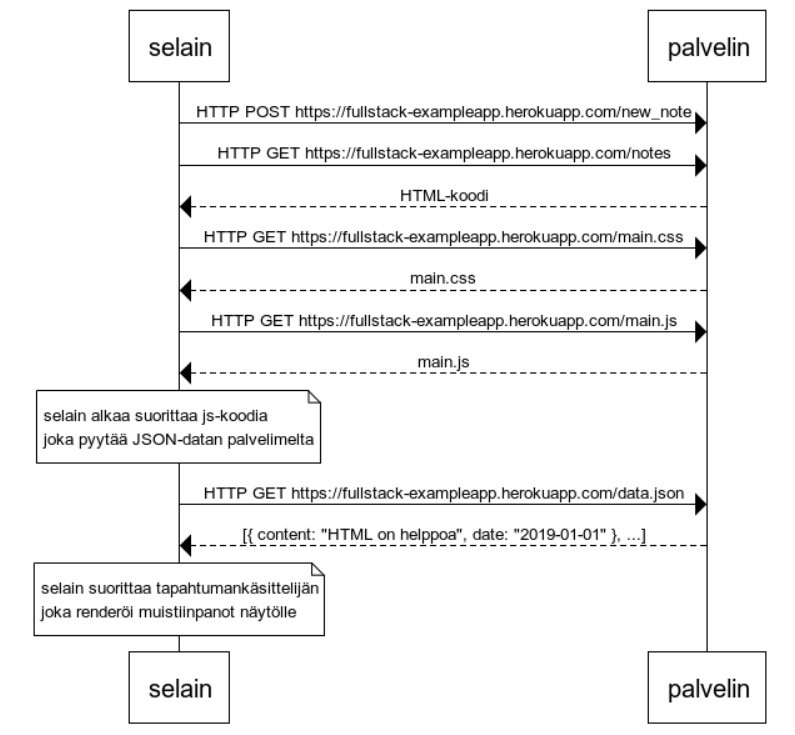 selain
palvelin
HTTP POST https://fullstack-exampleapp.herokuapp.com/new_note
HTTP GET https://fullstack-exampleapp.herokuapp.com/notes
HTML-koodi
HTTP GET https://fullstack-exampleapp.herokuapp.com/main.css
main.css
HTTP GET https://fullstack-exampleapp.herokuapp.com/main.js
main.js
selain alkaa suorittaa js-koodia
joka pyytää JSON-datan palvelimelta
HTTP GET https://fullstack-exampleapp.herokuapp.com/data.json
[{ content: "HTML on helppoa", date: "2019-01-01" }, ...]
selain suorittaa tapahtumankäsittelijän
joka renderöi muistiinpanot näytölle
selain
palvelin